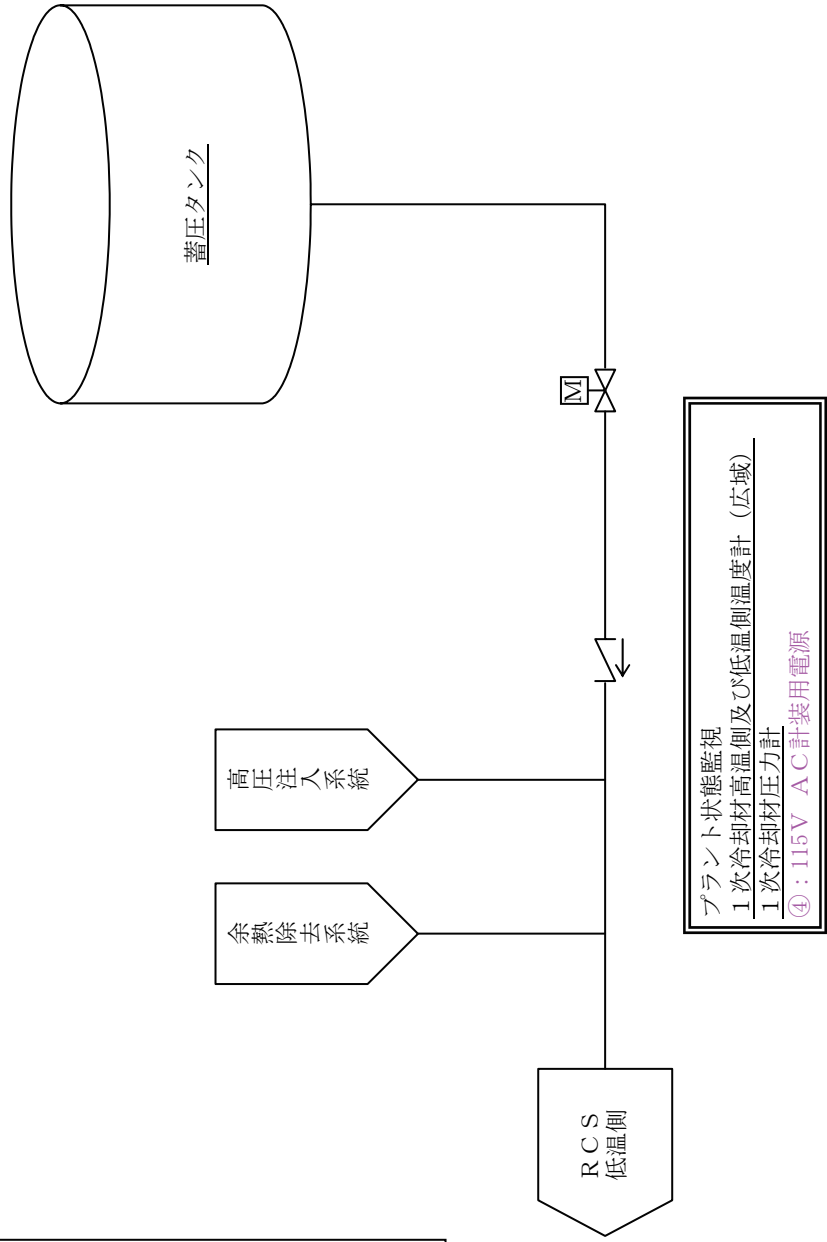 蓄圧タンク
M
高圧注入系統
余熱除去系統
ＲＣＳ
低温側
プラント状態監視
１次冷却材高温側及び低温側温度計（広域）
１次冷却材圧力計
④：115V ＡＣ計装用電源